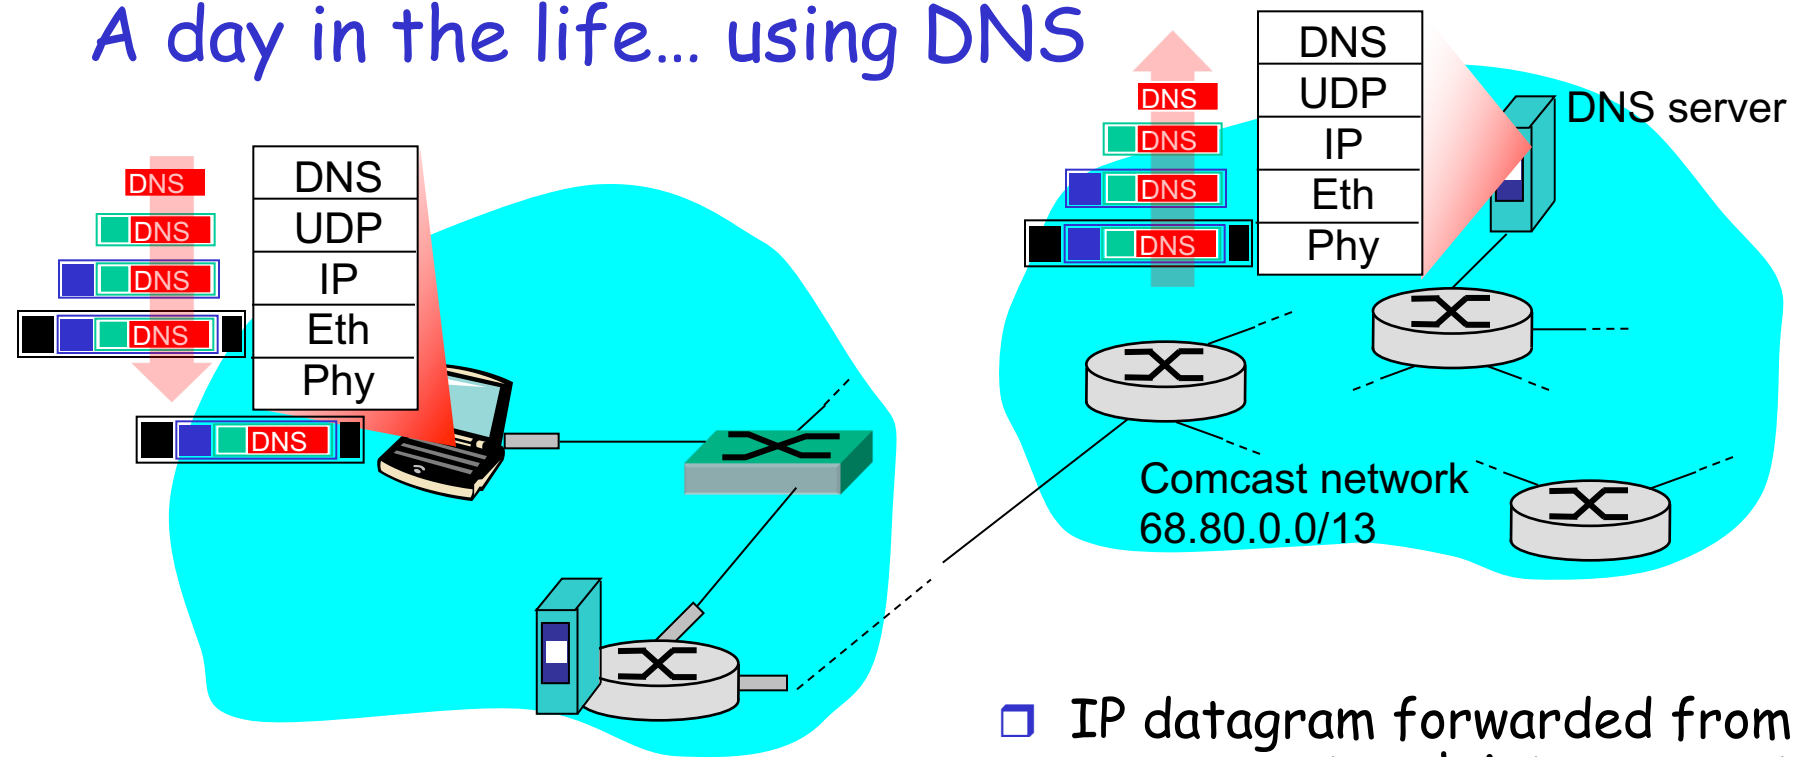 A day in the life... using DNS
DNS
DNS
DNS
DNS
DNS
DNS
UDP
IP
Eth
Phy
DNS
DNS
DNS
DNS
DNS
UDP
IP
Eth
Phy
DNS server
Comcast network
68.80.0.0/13
IP datagram forwarded from